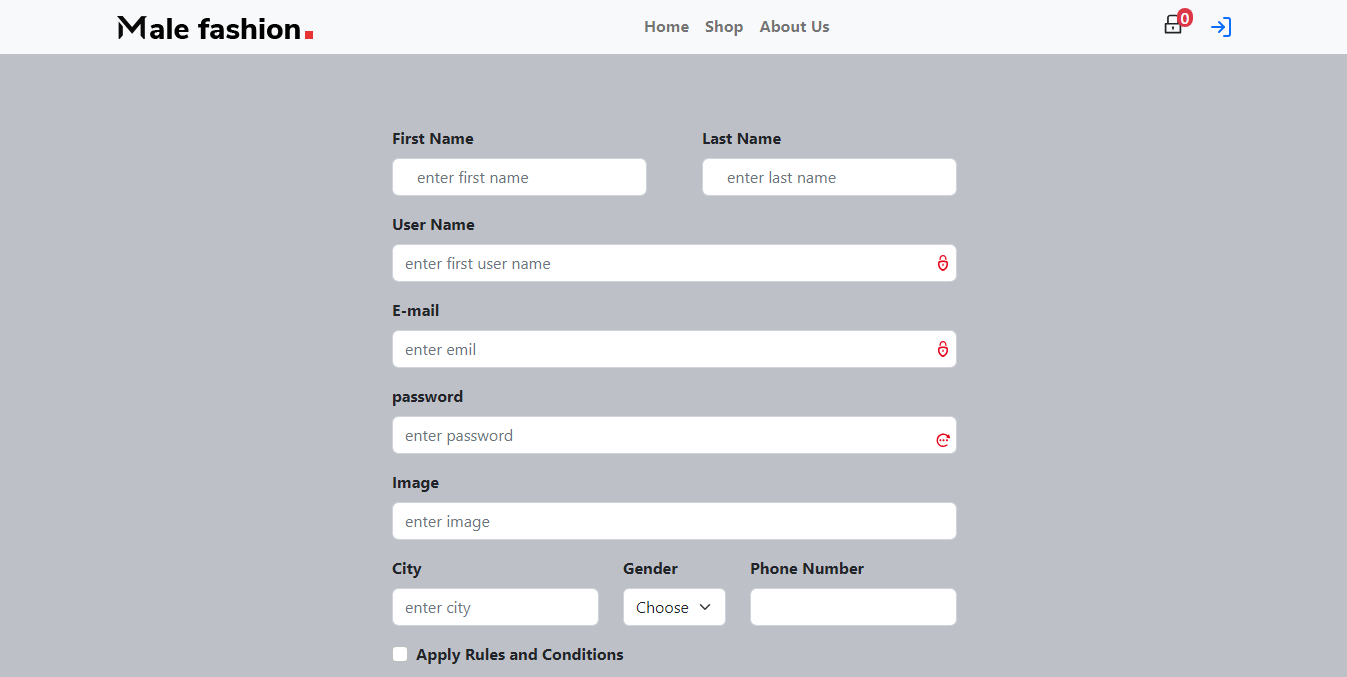 Male fashion.
Home Shop About Us
0
First Name Last Name
enter first name enter last name
User Name
enter first user name
E-mail
enter emil
password
enter password
Image
enter image
City Gender Phone Number
enter city Choose
Apply Rules and Conditions